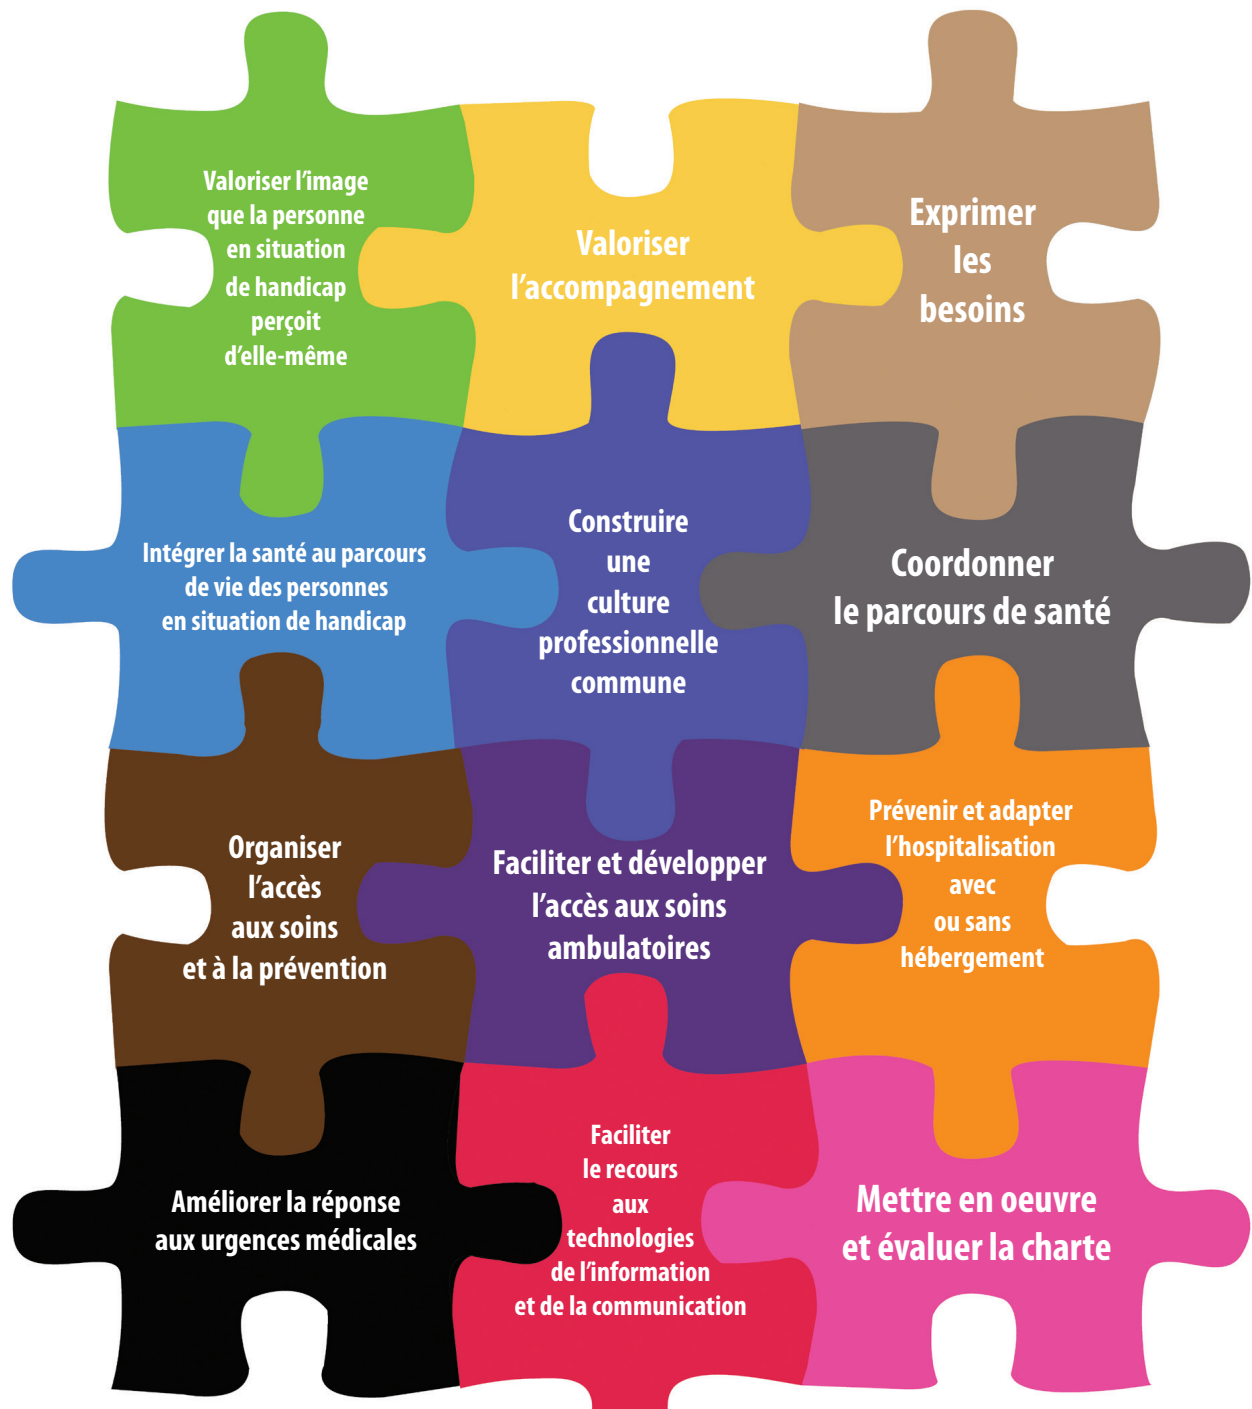 Valoriser l'image
que la personne
en situation
de handicap
perçoit
d'elle-même
Valoriser
l'accompagnement
Exprimer
les
besoins
Intégrer la santé au parcours
de vie des personnes
en situation de handicap
Construire
une
culture
professionnelle
commune
Coordonner
le parcours de santé
Organiser
l'accès
aux soins
et à la prévention
Faciliter et développer
l'accès aux soins
ambulatoires
Prévenir et adapter
l'hospitalisation
avec
ou sans
hébergement
Améliorer la réponse
aux urgences médicales
Faciliter
le recours
aux
technologies
de l'information
et de la communication
Mettre en oeuvre
et évaluer la charte